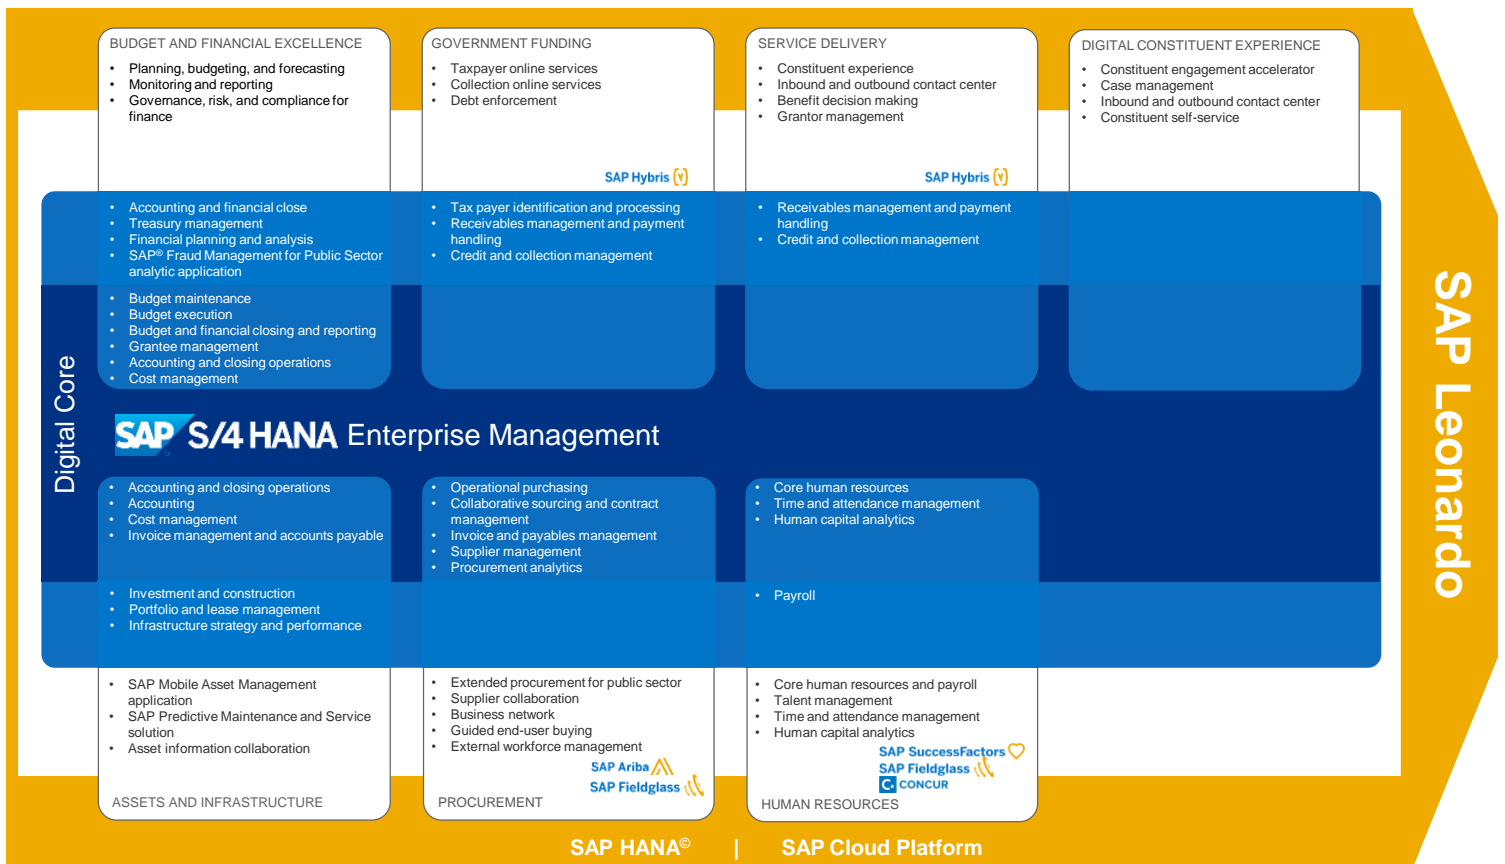 BUDGET AND FINANCIAL EXCELLENCE
• Planning, budgeting, and forecasting
• Monitoring and reporting
• Governance, risk, and compliance for
finance
• Accounting and financial close
• Treasury management
• Financial planning and analysis
• SAP® Fraud Management for Public Sector
analytic application
• Budget maintenance
• Budget execution
• Budget and financial closing and reporting
• Grantee management
• Accounting and closing operations
• Cost management
GOVERNMENT FUNDING
• Taxpayer online services
• Collection online services
• Debt enforcement
SAP Hybris (Y)
• Tax payer identification and processing
• Receivables management and payment
handling
• Credit and collection management
SERVICE DELIVERY
• Constituent experience
• Inbound and outbound contact center
• Benefit decision making
• Grantor management
SAP Hybris (Y)
• Receivables management and payment
handling
• Credit and collection management
DIGITAL CONSTITUENT EXPERIENCE
• Constituent engagement accelerator
• Case management
• Inbound and outbound contact center
• Constituent self-service
Digital Core
SAP S/4 HANA Enterprise Management
• Accounting and closing operations
• Accounting
• Cost management
• Invoice management and accounts payable
• Investment and construction
• Portfolio and lease management
• Infrastructure strategy and performance
• SAP Mobile Asset Management
application
• SAP Predictive Maintenance and Service
solution
• Asset information collaboration
ASSETS AND INFRASTRUCTURE
• Operational purchasing
• Collaborative sourcing and contract
management
• Invoice and payables management
• Supplier management
• Procurement analytics
• Extended procurement for public sector
• Supplier collaboration
• Business network
• Guided end-user buying
• External workforce management
SAP Ariba
SAP Fieldglass
PROCUREMENT
• Core human resources
• Time and attendance management
• Human capital analytics
• Payroll
• Core human resources and payroll
• Talent management
• Time and attendance management
• Human capital analytics
SAP SuccessFactors
SAP Fieldglass
C. CONCUR
HUMAN RESOURCES
SAP Leonardo
SAP HANA© | SAP Cloud Platform